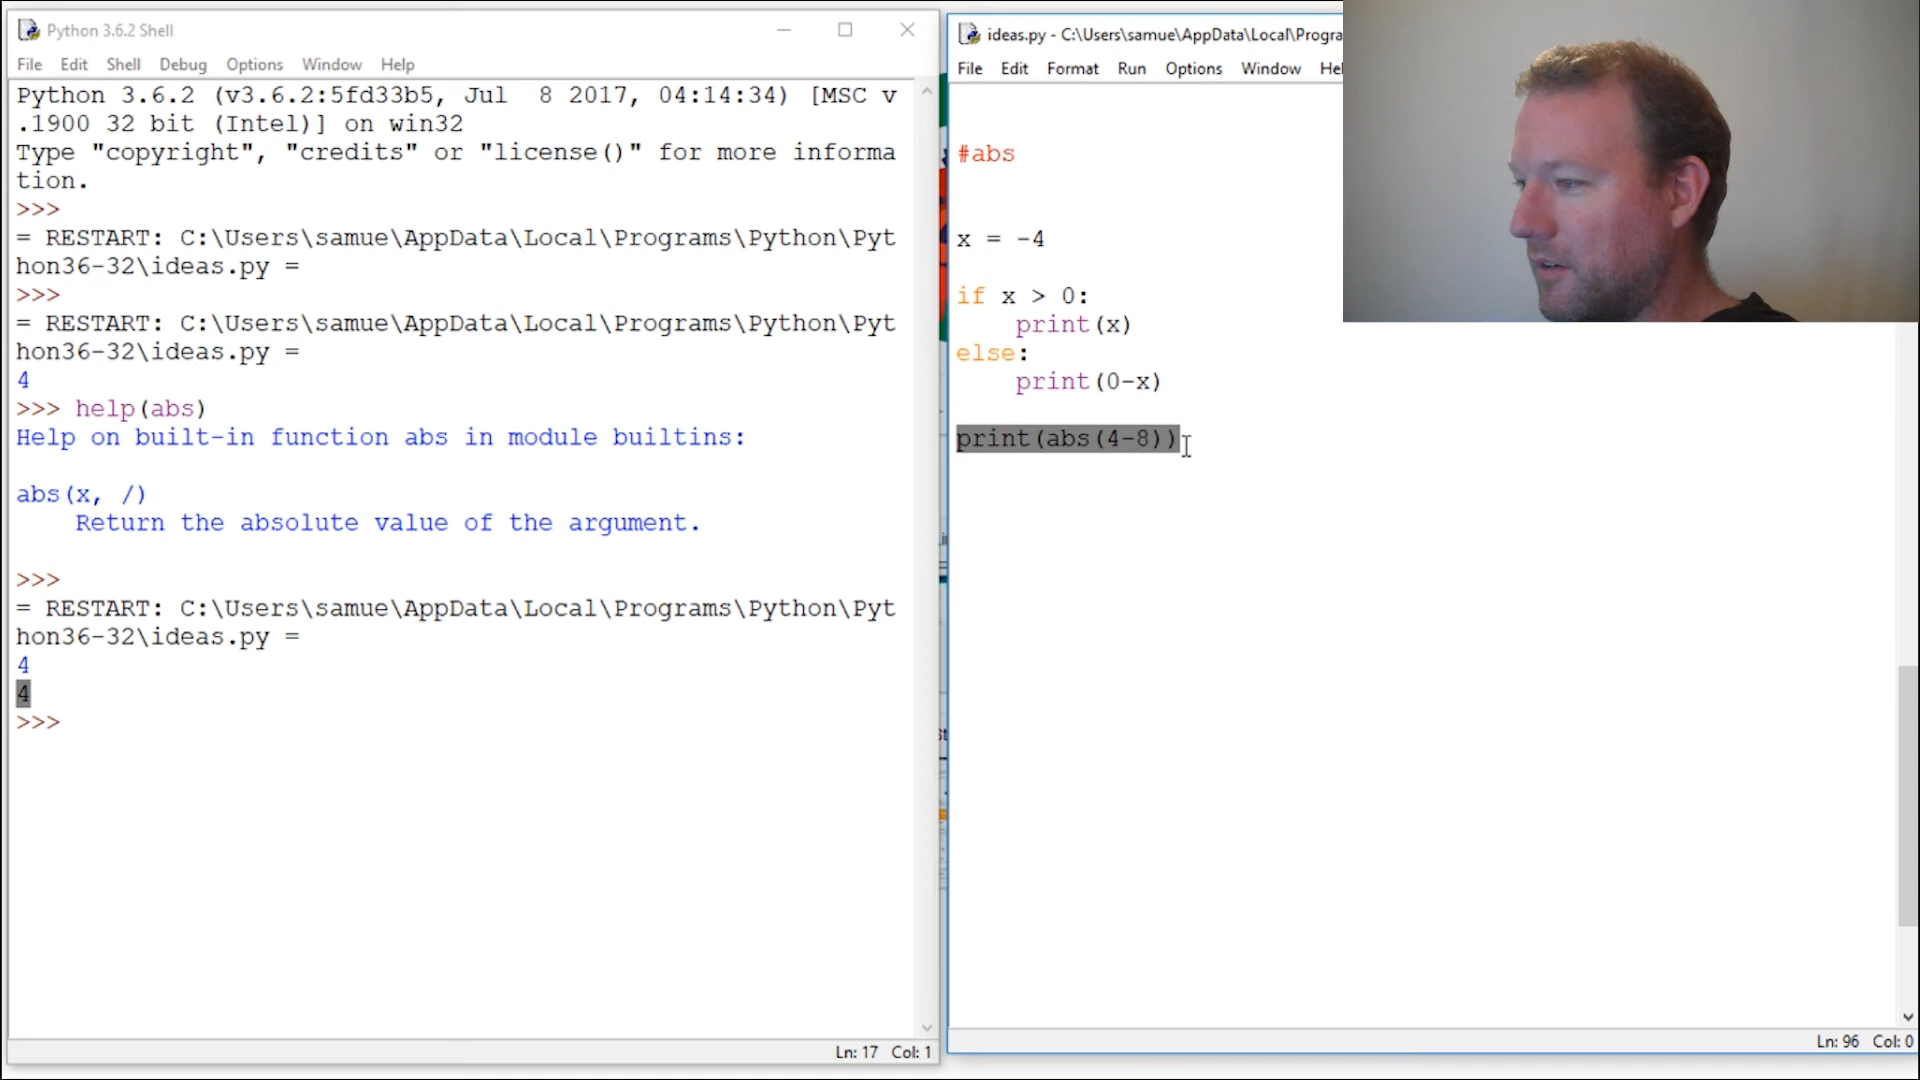 Python 3.6.2 Shell
File Edit Shell Debug Options Window Help
Python 3.6.2 (v3.6.2:5fd33b5, Jul  8 2017, 04:14:34) [MSC v
.1900 32 bit (Intel)] on win32
Type "copyright", "credits" or "license()" for more informa
tion.
>>>
= RESTART: C:\Users\samue\AppData\Local\Programs\Python\Pyt
hon36-32\ideas.py =
>>>
= RESTART: C:\Users\samue\AppData\Local\Programs\Python\Pyt
hon36-32\ideas.py =
4
>>> help(abs)
Help on built-in function abs in module builtins:
abs(x, /)
    Return the absolute value of the argument.
>>>
= RESTART: C:\Users\samue\AppData\Local\Programs\Python\Pyt
hon36-32\ideas.py =
4
4
>>>
Ln: 17 Col: 1
ideas.py - C:\Users\samue\AppData\Local\Progra
File Edit Format Run Options Window Hel
#abs
x = -4
if x > 0:
    print(x)
else:
    print(0-x)
print(abs(4-8))
Ln: 96 Col: 0